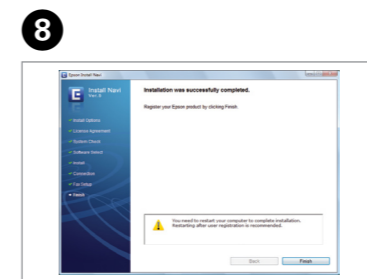 8
Epson Install Navi
Install Navi
Installation was successfully completed.
Register your Epson product by clicking Finish.
Install Options
License Agreement
System Check
Software Select
Install
Connection
Fax Setup
Finish
You need to restart your computer to complete installation.
Restarting after user registration is recommended.
Back
Finish